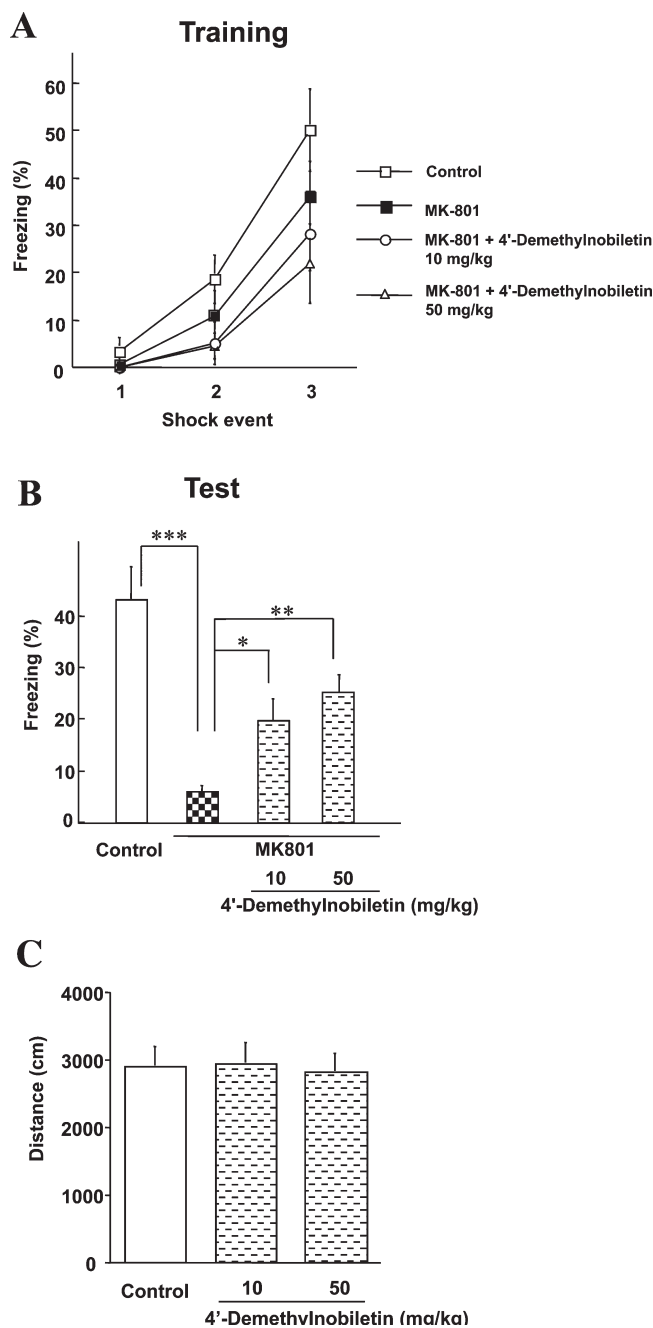 A
Training
60
50
40
30
20
10
0
Freezing (%)
1 2 3
Shock event
Control
MK-801
MK-801 + 4'-Demethylnobiletin
10 mg/kg
MK-801 + 4'-Demethylnobiletin
50 mg/kg
B
Test
***
**
*
40
30
20
10
0
Freezing (%)
Control MK801
10 50
4'-Demethylnobiletin (mg/kg)
C
4000
3000
2000
1000
0
Distance (cm)
Control 10 50
4’-Demethylnobiletin (mg/kg)